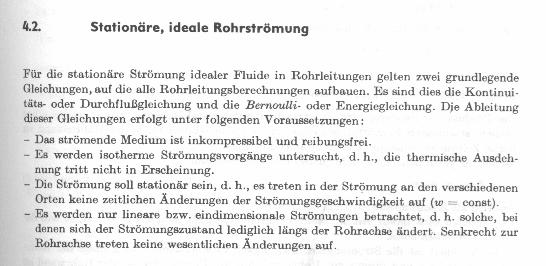 4.2. Stationäre, ideale Rohrströmung
Für die stationäre Strömung idealer Fluide in Rohrleitungen gelten zwei grundlegende
Gleichungen, auf die alle Rohrleitungsberechnungen aufbauen. Es sind dies die Kontinui-
täts- oder Durchflußgleichung und die Bernoulli- oder Energiegleichung. Die Ableitung
dieser Gleichungen erfolgt unter folgenden Voraussetzungen:
– Das strömende Medium ist inkompressibel und reibungsfrei.
– Es werden isotherme Strömungsvorgänge untersucht, d. h., die thermische Ausdeh-
nung tritt nicht in Erscheinung.
– Die Strömung soll stationär sein, d. h., es treten in der Strömung an den verschiedenen
Orten keine zeitlichen Änderungen der Strömungsgeschwindigkeit auf (w = const).
– Es werden nur lineare bzw. eindimensionale Strömungen betrachtet, d. h. solche, bei
denen sich der Strömungszustand lediglich längs der Rohrachse ändert. Senkrecht zur
Rohrachse treten keine wesentlichen Änderungen auf.